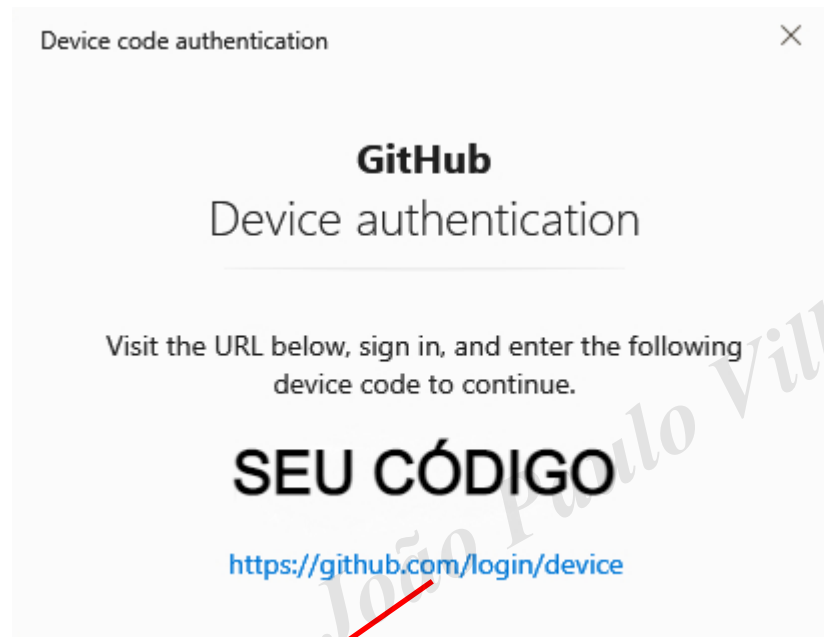 Device code authentication
GitHub
Device authentication
Visit the URL below, sign in, and enter the following
device code to continue.
SEU CÓDIGO
https://github.com/login/device
João Paulo Vill